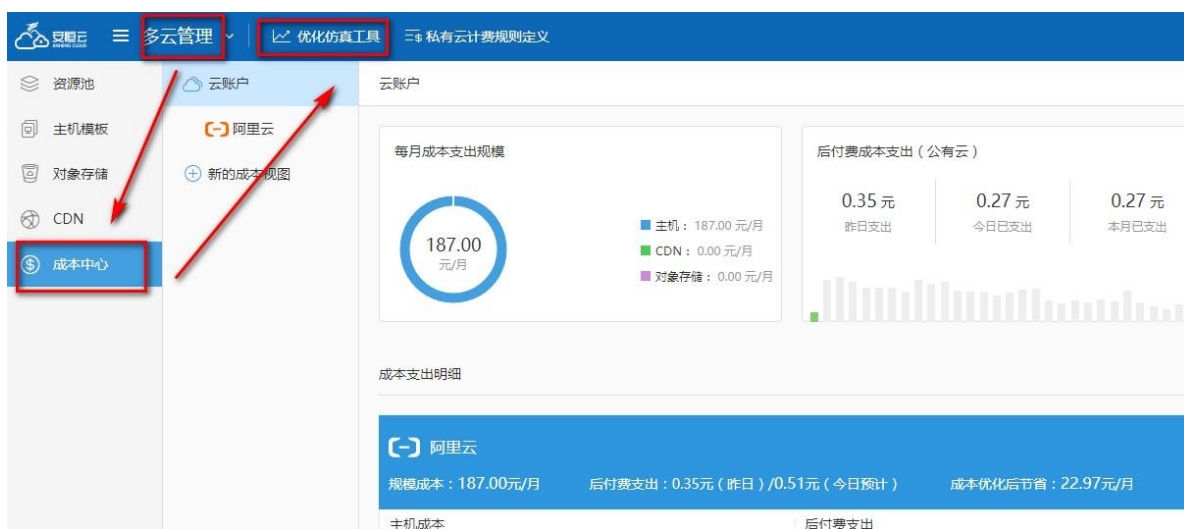 安恒云 多云管理 优化仿真工具 私有云计费规则定义
ANHENG CLOUD
资源池
主机模板
对象存储
CDN
成本中心
云账户
阿里云
新的成本视图
云账户
每月成本支出规模
187.00
元/月
主机： 187.00 元/月
CDN： 0.00 元/月
对象存储： 0.00 元/月
后付费成本支出（公有云）
0.35 元 0.27 元 0.27 元
昨日支出 今日已支出 本月已支出
成本支出明细
阿里云
规模成本：187.00元/月 后付费支出：0.35元（昨日）/0.51元（今日预计） 成本优化后节省：22.97元/月
主机成本 后付费支出